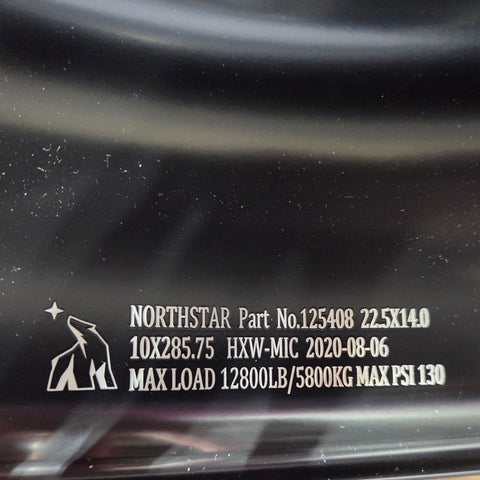 NORTHSTAR Part No.125408 22.5X14.0
10X285.75 HXW-MIC 2020-08-06
MAX LOAD 12800LB/5800KG MAX PSI 130